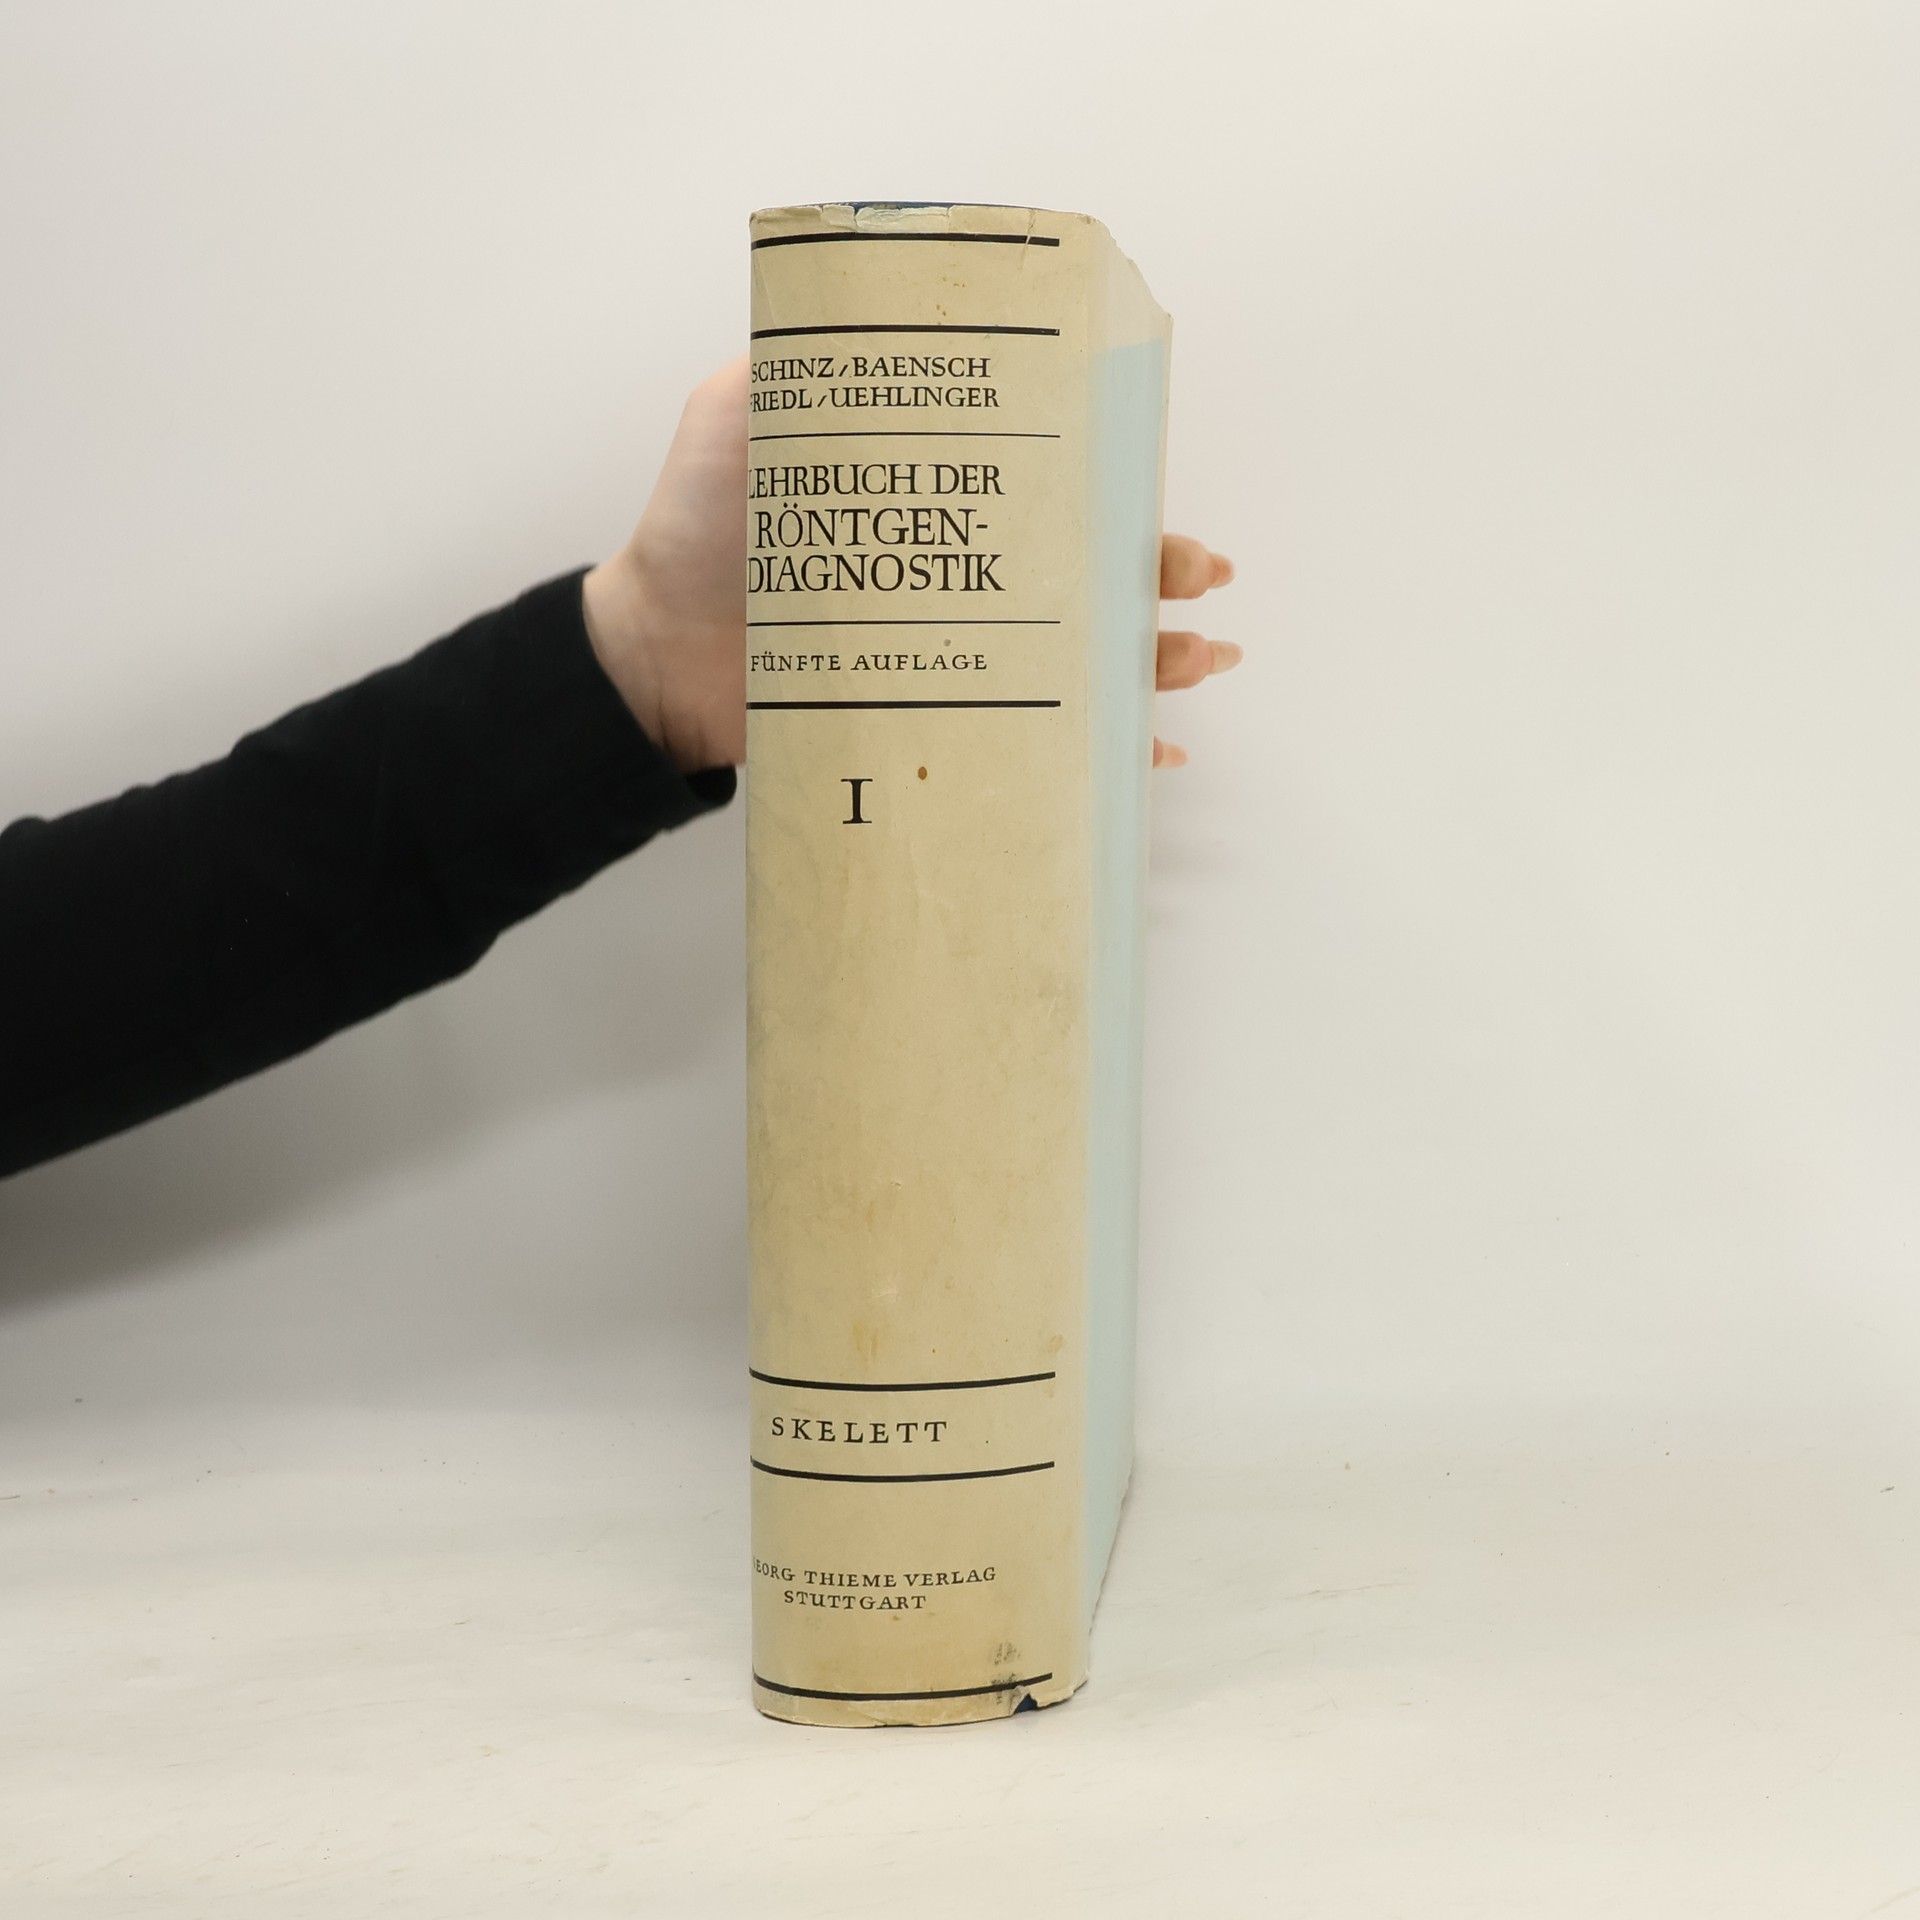 SCHINZ / BAENSCH
FRIEDL / UEHLINGER
LEHRBUCH DER
RÖNTGEN-
DIAGNOSTIK
FÜNFTE AUFLAGE
I
SKELETT
GEORG THIEME VERLAG
STUTTGART